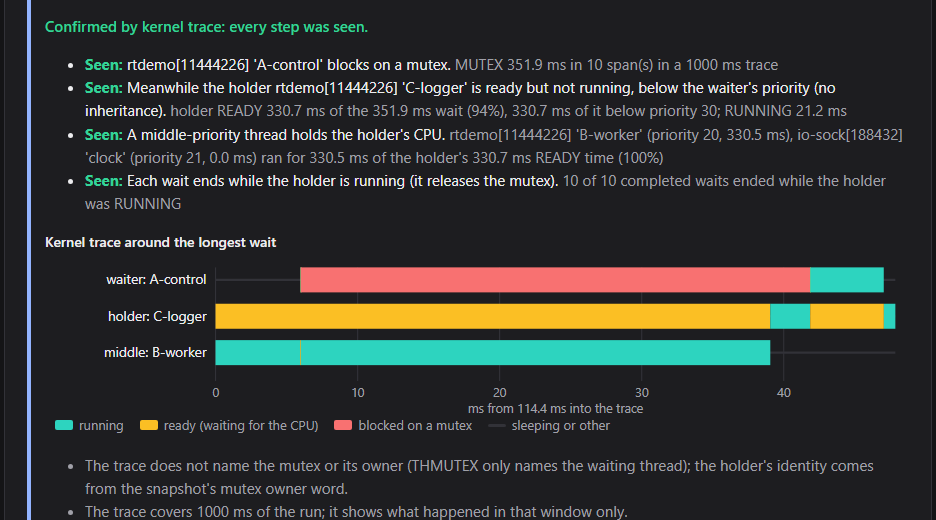 Confirmed by kernel trace: every step was seen.
• Seen: rtdemo[11444226] 'A-control' blocks on a mutex. MUTEX 351.9 ms in 10 span(s) in a 1000 ms trace
• Seen: Meanwhile the holder rtdemo[11444226] 'C-logger' is ready but not running, below the waiter's priority (no
inheritance). holder READY 330.7 ms of the 351.9 ms wait (94%), 330.7 ms of it below priority 30; RUNNING 21.2 ms
• Seen: A middle-priority thread holds the holder's CPU. rtdemo[11444226] 'B-worker' (priority 20, 330.5 ms), io-sock[188432]
'clock' (priority 21, 0.0 ms) ran for 330.5 ms of the holder's 330.7 ms READY time (100%)
• Seen: Each wait ends while the holder is running (it releases the mutex). 10 of 10 completed waits ended while the holder
was RUNNING
Kernel trace around the longest wait
waiter: A-control
holder: C-logger
middle: B-worker
0 10 20 30 40
ms from 114.4 ms into the trace
running ready (waiting for the CPU) blocked on a mutex sleeping or other
• The trace does not name the mutex or its owner (THMUTEX only names the waiting thread); the holder's identity comes
from the snapshot's mutex owner word.
• The trace covers 1000 ms of the run; it shows what happened in that window only.